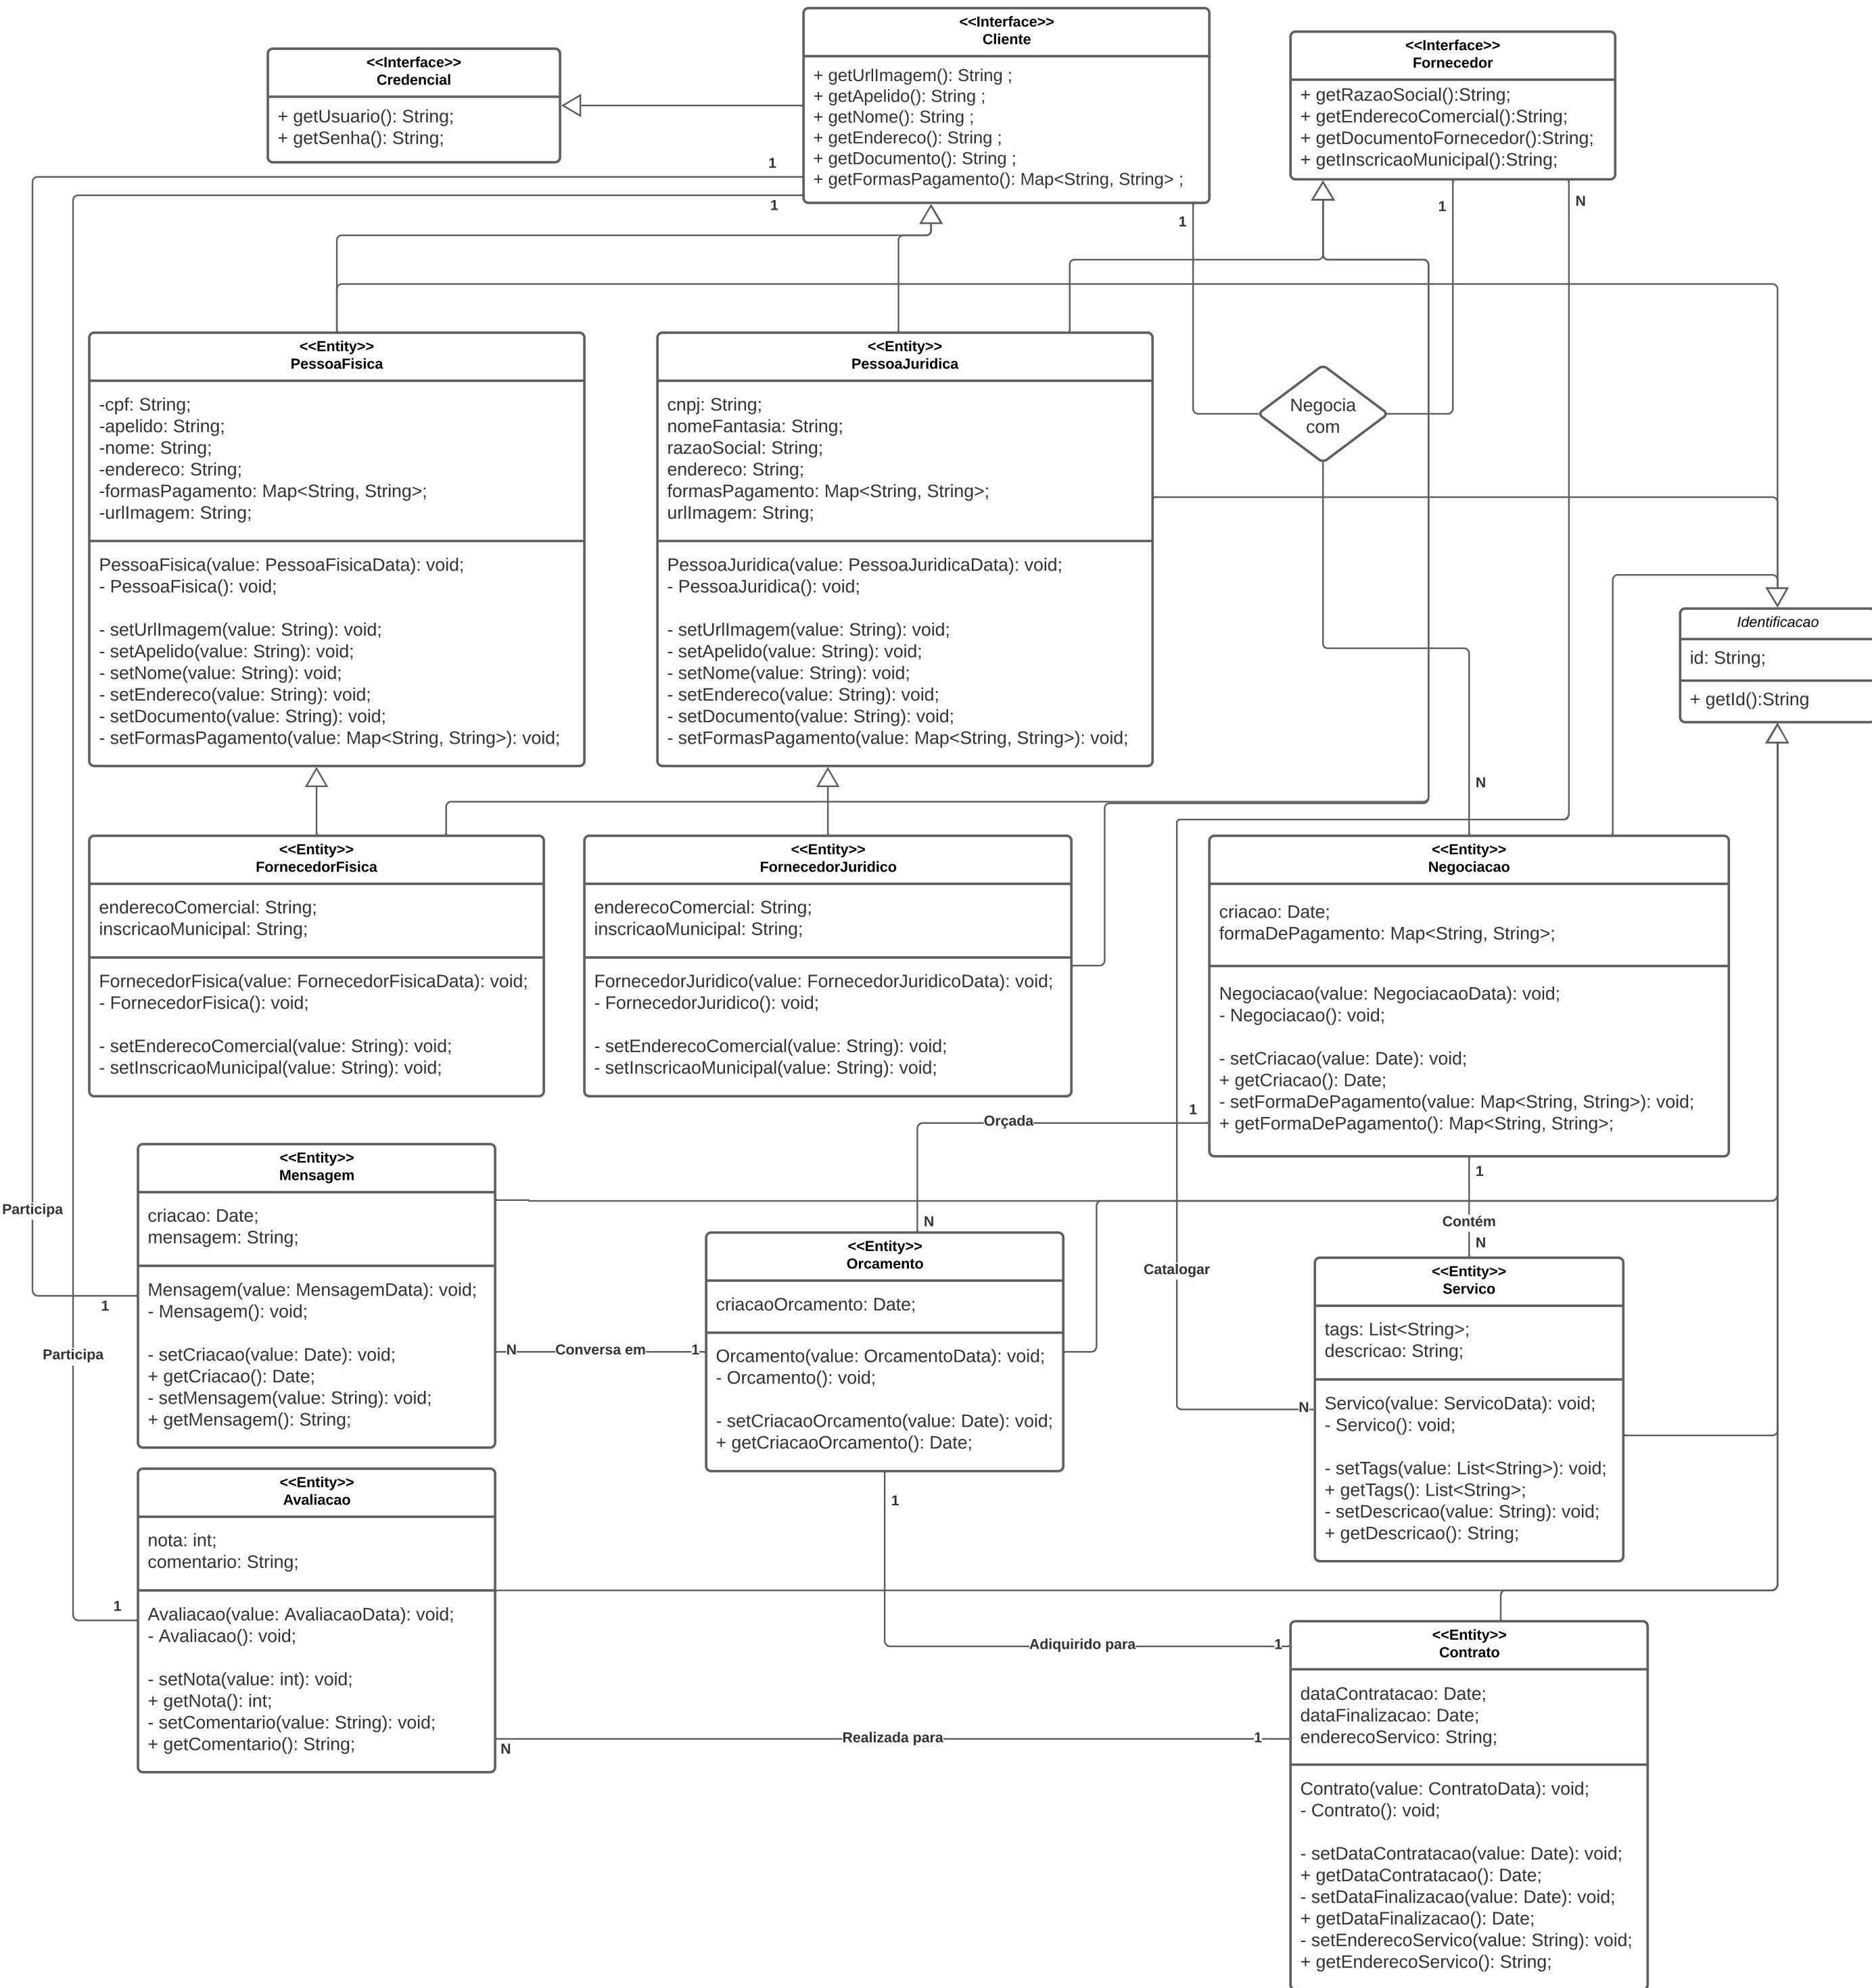 <<Interface>>
Credencial
+ getUsuario(): String;
+ getSenha(): String;
<<Interface>>
Cliente
+ getUrlImagem(): String ;
+ getApelido(): String ;
+ getNome(): String ;
+ getEndereco(): String ;
+ getDocumento(): String ;
+ getFormasPagamento(): Map<String, String> ;
<<Interface>>
Fornecedor
+ getRazaoSocial():String;
+ getEnderecoComercial():String;
+ getDocumentoFornecedor():String;
+ getInscricaoMunicipal():String;
1
1
1
1
N
<<Entity>>
PessoaFisica
-cpf: String;
-apelido: String;
-nome: String;
-endereco: String;
-formasPagamento: Map<String, String>;
-urlImagem: String;
PessoaFisica(value: PessoaFisicaData): void;
- PessoaFisica(): void;
- setUrlImagem(value: String): void;
- setApelido(value: String): void;
- setNome(value: String): void;
- setEndereco(value: String): void;
- setDocumento(value: String): void;
- setFormasPagamento(value: Map<String, String>): void;
<<Entity>>
PessoaJuridica
cnpj: String;
nomeFantasia: String;
razaoSocial: String;
endereco: String;
formasPagamento: Map<String, String>;
urlImagem: String;
PessoaJuridica(value: PessoaJuridicaData): void;
- PessoaJuridica(): void;
- setUrlImagem(value: String): void;
- setApelido(value: String): void;
- setNome(value: String): void;
- setEndereco(value: String): void;
- setDocumento(value: String): void;
- setFormasPagamento(value: Map<String, String>): void;
Negocia
com
Identificacao
id: String;
+ getId():String
N
<<Entity>>
FornecedorFisica
enderecoComercial: String;
inscricaoMunicipal: String;
FornecedorFisica(value: FornecedorFisicaData): void;
- FornecedorFisica(): void;
- setEnderecoComercial(value: String): void;
- setInscricaoMunicipal(value: String): void;
<<Entity>>
FornecedorJuridico
enderecoComercial: String;
inscricaoMunicipal: String;
FornecedorJuridico(value: FornecedorJuridicoData): void;
- FornecedorJuridico(): void;
- setEnderecoComercial(value: String): void;
- setInscricaoMunicipal(value: String): void;
<<Entity>>
Negociacao
criacao: Date;
formaDePagamento: Map<String, String>;
Negociacao(value: NegociacaoData): void;
- Negociacao(): void;
- setCriacao(value: Date): void;
+ getCriacao(): Date;
- setFormaDePagamento(value: Map<String, String>): void;
+ getFormaDePagamento(): Map<String, String>;
1
Orçada
N
1
Contém
N
Catalogar
N
Participa
1
Participa
1
<<Entity>>
Mensagem
criacao: Date;
mensagem: String;
Mensagem(value: MensagemData): void;
- Mensagem(): void;
- setCriacao(value: Date): void;
+ getCriacao(): Date;
- setMensagem(value: String): void;
+ getMensagem(): String;
N
Conversa em
1
<<Entity>>
Orcamento
criacaoOrcamento: Date;
Orcamento(value: OrcamentoData): void;
- Orcamento(): void;
- setCriacaoOrcamento(value: Date): void;
+ getCriacaoOrcamento(): Date;
<<Entity>>
Servico
tags: List<String>;
descricao: String;
Servico(value: ServicoData): void;
- Servico(): void;
- setTags(value: List<String>): void;
+ getTags(): List<String>;
- setDescricao(value: String): void;
+ getDescricao(): String;
<<Entity>>
Avaliacao
nota: int;
comentario: String;
Avaliacao(value: AvaliacaoData): void;
- Avaliacao(): void;
- setNota(value: int): void;
+ getNota(): int;
- setComentario(value: String): void;
+ getComentario(): String;
1
Adiquirido para
1
N
Realizada para
1
<<Entity>>
Contrato
dataContratacao: Date;
dataFinalizacao: Date;
enderecoServico: String;
Contrato(value: ContratoData): void;
- Contrato(): void;
- setDataContratacao(value: Date): void;
+ getDataContratacao(): Date;
- setDataFinalizacao(value: Date): void;
+ getDataFinalizacao(): Date;
- setEnderecoServico(value: String): void;
+ getEnderecoServico(): String;